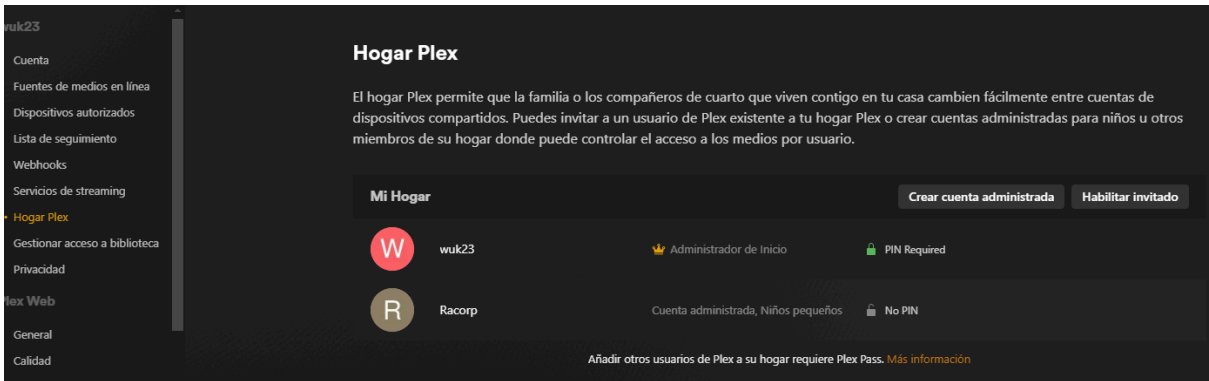 wuk23
Cuenta
Fuentes de medios en línea
Dispositivos autorizados
Lista de seguimiento
Webhooks
Servicios de streaming
Hogar Plex
Gestionar acceso a biblioteca
Privacidad
Plex Web
General
Calidad
Hogar Plex
El hogar Plex permite que la familia o los compañeros de cuarto que viven contigo en tu casa cambien fácilmente entre cuentas de
dispositivos compartidos. Puedes invitar a un usuario de Plex existente a tu hogar Plex o crear cuentas administradas para niños u otros
miembros de su hogar donde puede controlar el acceso a los medios por usuario.
Mi Hogar Crear cuenta administrada Habilitar invitado
W wuk23 Administrador de Inicio PIN Required
R Racorp Cuenta administrada, Niños pequeños No PIN
Añadir otros usuarios de Plex a su hogar requiere Plex Pass. Más información